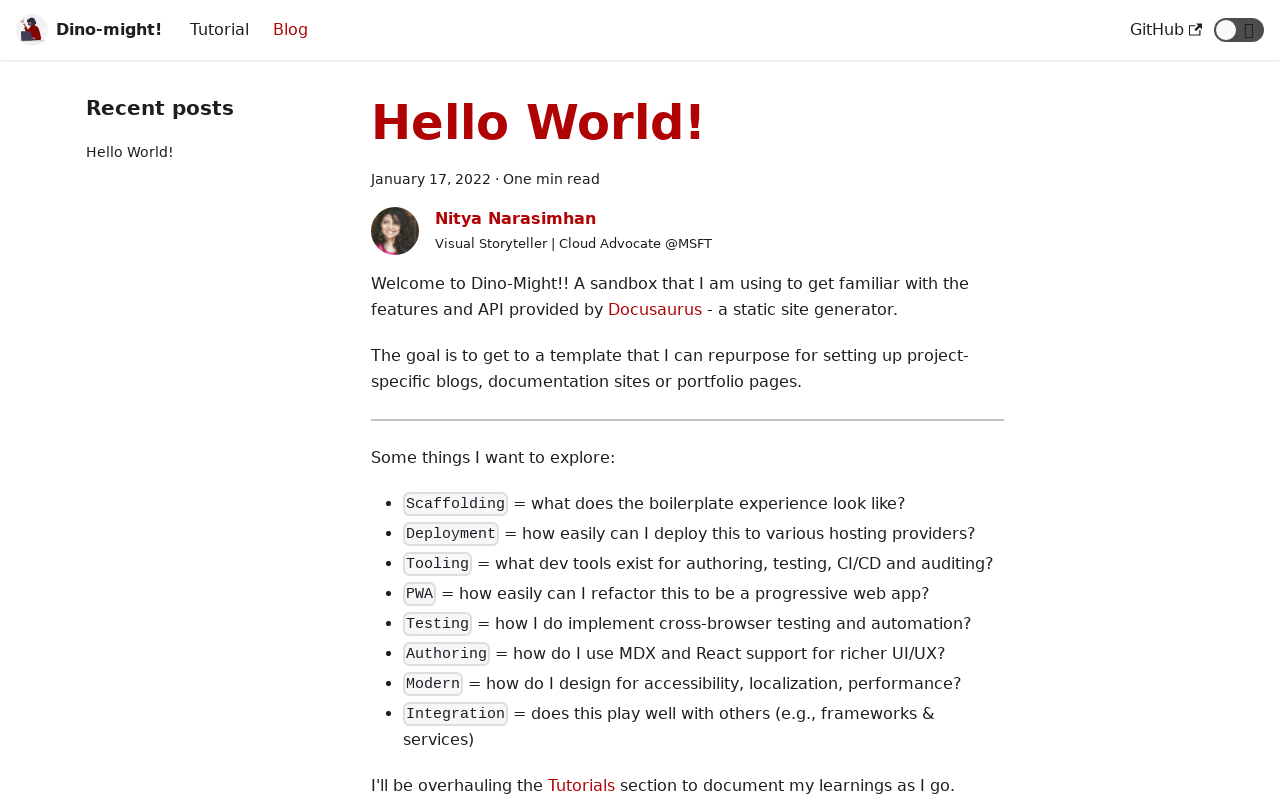 Dino-might!
Tutorial
Blog
GitHub
Recent posts
Hello World!
Hello World!
January 17, 2022 · One min read
Nitya Narasimhan
Visual Storyteller | Cloud Advocate @MSFT
Welcome to Dino-Might!! A sandbox that I am using to get familiar with the
features and API provided by Docusaurus - a static site generator.
The goal is to get to a template that I can repurpose for setting up project-
specific blogs, documentation sites or portfolio pages.
Some things I want to explore:
Scaffolding = what does the boilerplate experience look like?
Deployment = how easily can I deploy this to various hosting providers?
Tooling = what dev tools exist for authoring, testing, CI/CD and auditing?
PWA = how easily can I refactor this to be a progressive web app?
Testing = how I do implement cross-browser testing and automation?
Authoring = how do I use MDX and React support for richer UI/UX?
Modern = how do I design for accessibility, localization, performance?
Integration = does this play well with others (e.g., frameworks &
services)
I'll be overhauling the Tutorials section to document my learnings as I go.